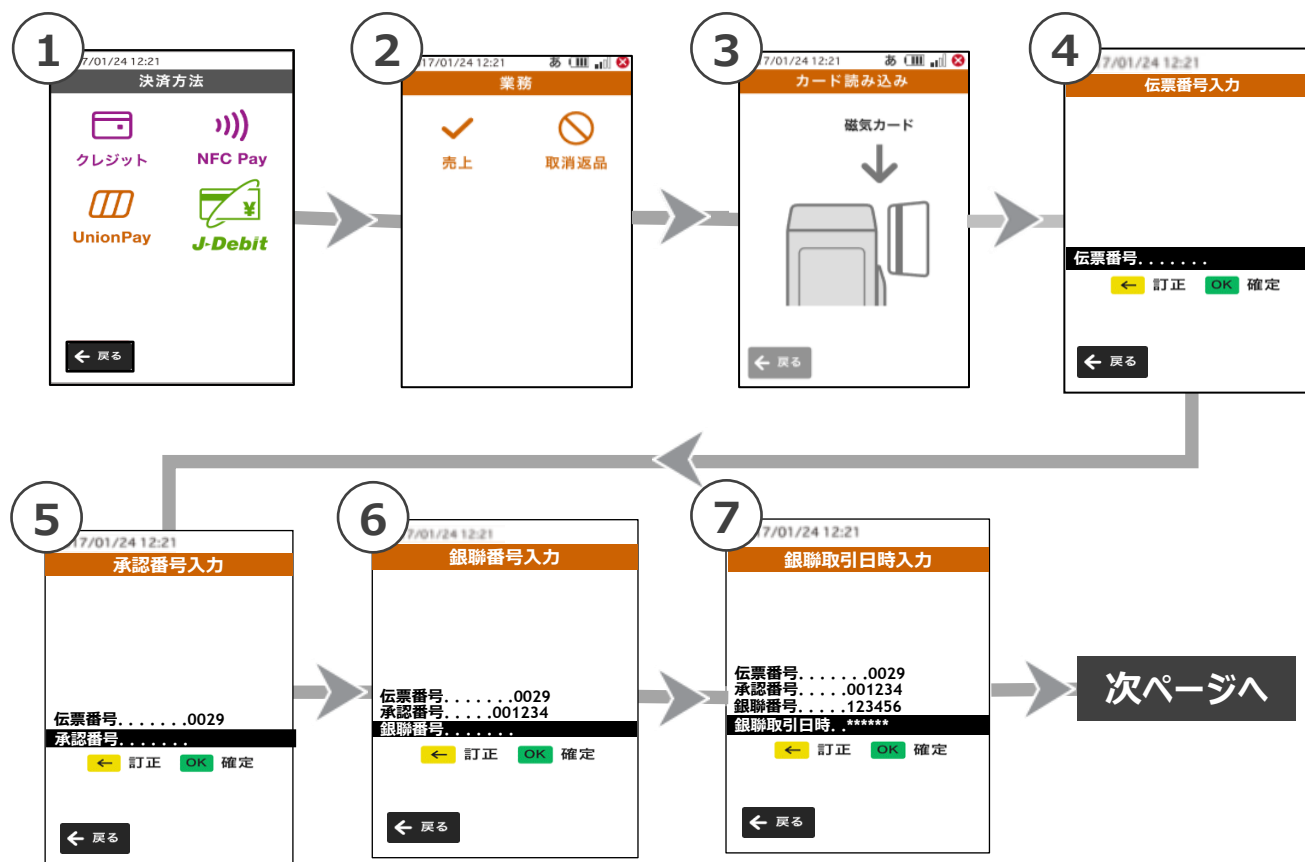 1
7/01/24 12:21
決済方法
クレジット
NFC Pay
UnionPay
J-Debit
← 戻る
2
17/01/24 12:21 あ
業務
売上
取消返品
3
7/01/24 12:21 あ
カード読み込み
磁気カード
← 戻る
4
7/01/24 12:21
伝票番号入力
伝票番号.......
← 訂正 OK 確定
← 戻る
5
17/01/24 12:21
承認番号入力
伝票番号.......0029
承認番号.......
← 訂正 OK 確定
← 戻る
6
7/01/24 12:21
銀聯番号入力
伝票番号.......0029
承認番号.....001234
銀聯番号.......
← 訂正 OK 確定
← 戻る
7
7/01/24 12:21
銀聯取引日時入力
伝票番号.......0029
承認番号.....001234
銀聯番号.....123456
銀聯取引日時..******
← 訂正 OK 確定
← 戻る
次ページへ